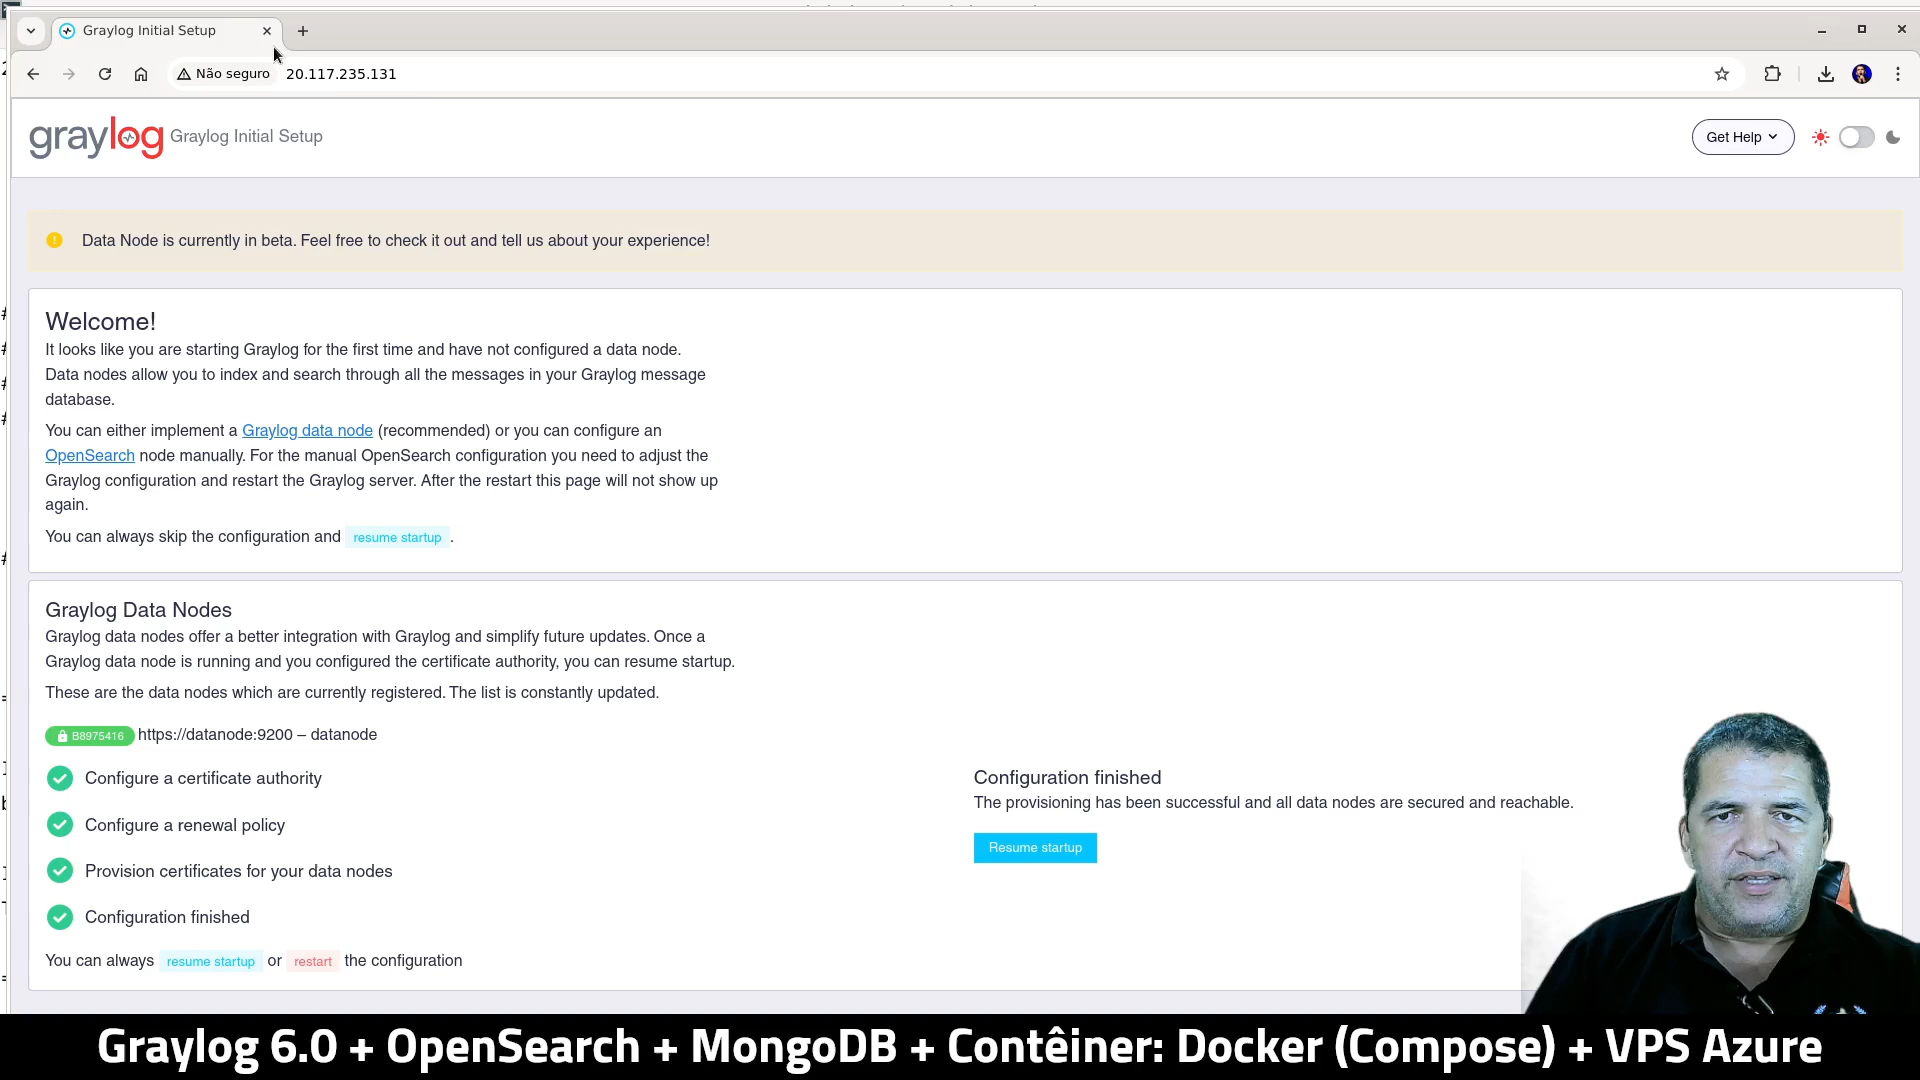 Graylog Initial Setup
Não seguro
20.117.235.131
graylog Graylog Initial Setup
Get Help
Data Node is currently in beta. Feel free to check it out and tell us about your experience!
Welcome!
It looks like you are starting Graylog for the first time and have not configured a data node.
Data nodes allow you to index and search through all the messages in your Graylog message
database.
You can either implement a Graylog data node (recommended) or you can configure an
OpenSearch node manually. For the manual OpenSearch configuration you need to adjust the
Graylog configuration and restart the Graylog server. After the restart this page will not show up
again.
You can always skip the configuration and resume startup.
Graylog Data Nodes
Graylog data nodes offer a better integration with Graylog and simplify future updates. Once a
Graylog data node is running and you configured the certificate authority, you can resume startup.
These are the data nodes which are currently registered. The list is constantly updated.
B8975416 https://datanode:9200 – datanode
Configure a certificate authority
Configure a renewal policy
Provision certificates for your data nodes
Configuration finished
Configuration finished
The provisioning has been successful and all data nodes are secured and reachable.
Resume startup
You can always resume startup or restart the configuration
Graylog 6.0 + OpenSearch + MongoDB + Contêiner: Docker (Compose) + VPS Azure